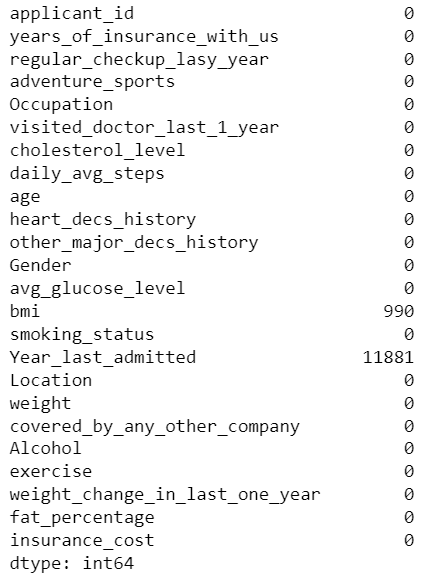 applicant_id 0
years_of_insurance_with_us 0
regular_checkup_lasy_year 0
adventure_sports 0
Occupation 0
visited_doctor_last_1_year 0
cholesterol_level 0
daily_avg_steps 0
age 0
heart_decs_history 0
other_major_decs_history 0
Gender 0
avg_glucose_level 0
bmi 990
smoking_status 0
Year_last_admitted 11881
Location 0
weight 0
covered_by_any_other_company 0
Alcohol 0
exercise 0
weight_change_in_last_one_year 0
fat_percentage 0
insurance_cost 0
dtype: int64